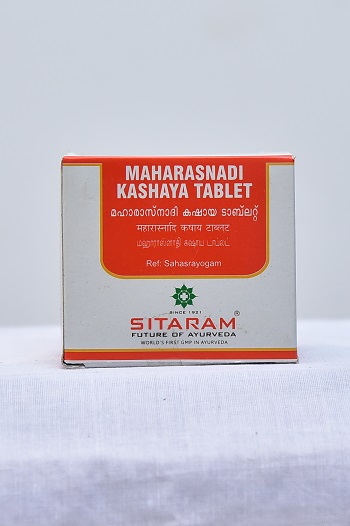 MAHARASNADI
KASHAYA TABLET
മഹാരാസ്നാദി കഷായ ടാബ്‌ലറ്റ്
महारास्नादि कषाय टाबलट
Ref: Sahasrayogam
SINCE 1921
SITARAM®
FUTURE OF AYURVEDA
WORLD'S FIRST GMP IN AYURVEDA